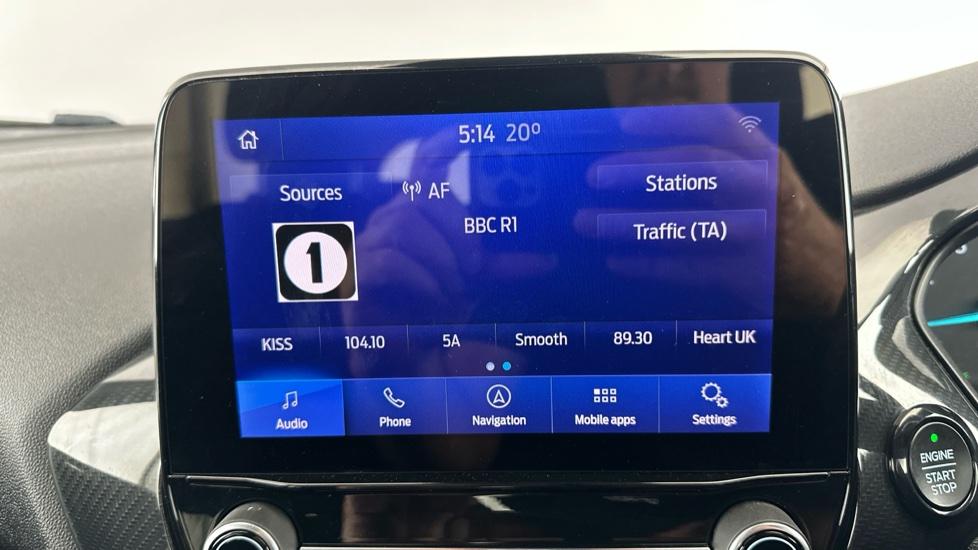 5:14 20°
Sources
AF
Stations
BBC R1
Traffic (TA)
1
KISS 104.10 5A Smooth 89.30 Heart UK
Audio Phone Navigation Mobile apps Settings
ENGINE
START
STOP